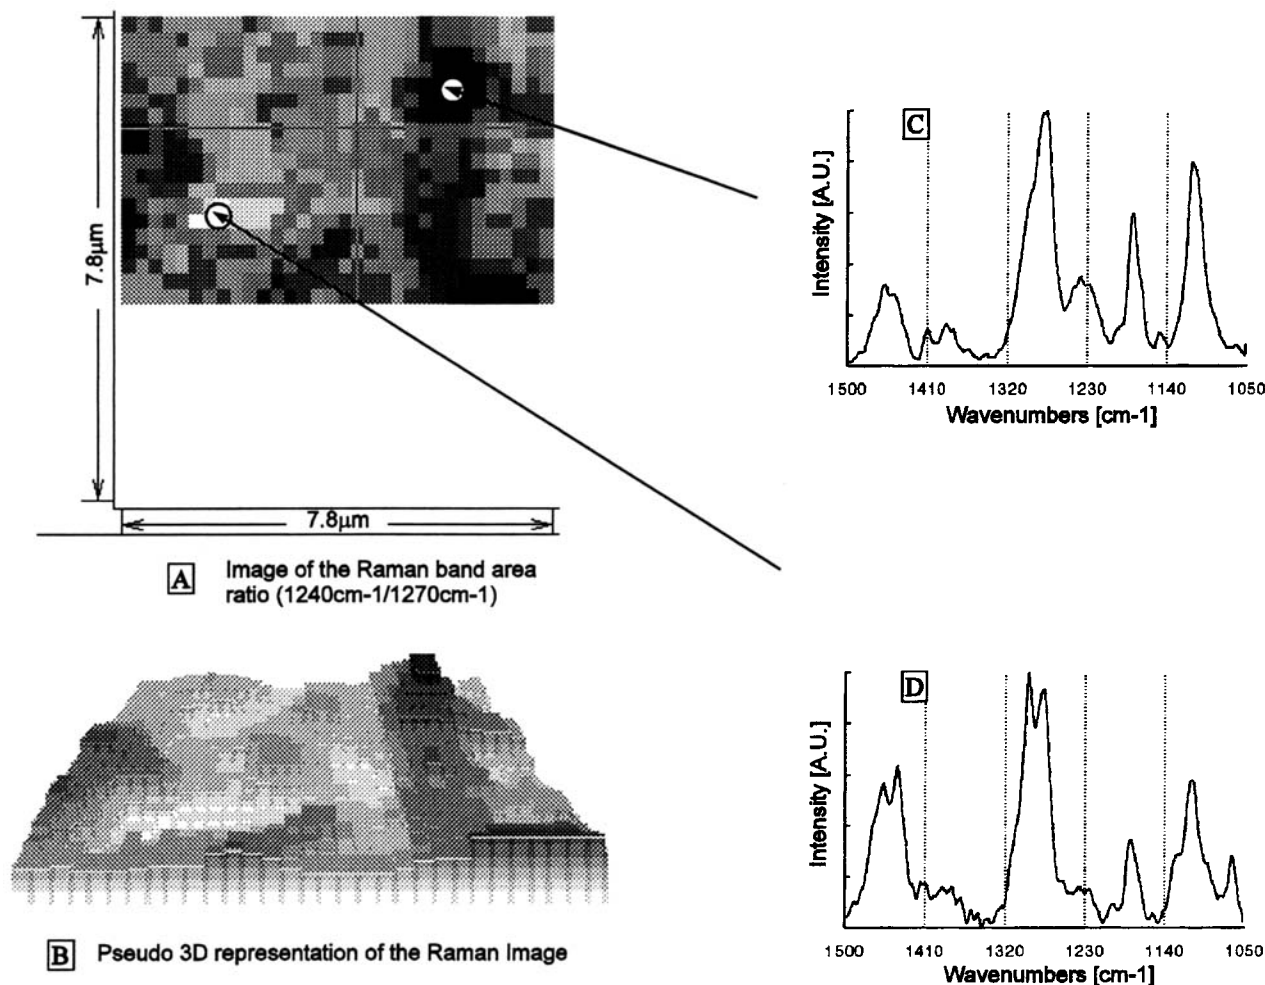 7.8µm
7.8µm
A
Image of the Raman band area
ratio (1240cm-1/1270cm-1)
B
Pseudo 3D representation of the Raman Image
C
Intensity [A.U.]
1500 1410 1320 1230 1140 1050
Wavenumbers [cm-1]
D
Intensity [A.U.]
1500 1410 1320 1230 1140 1050
Wavenumbers [cm-1]